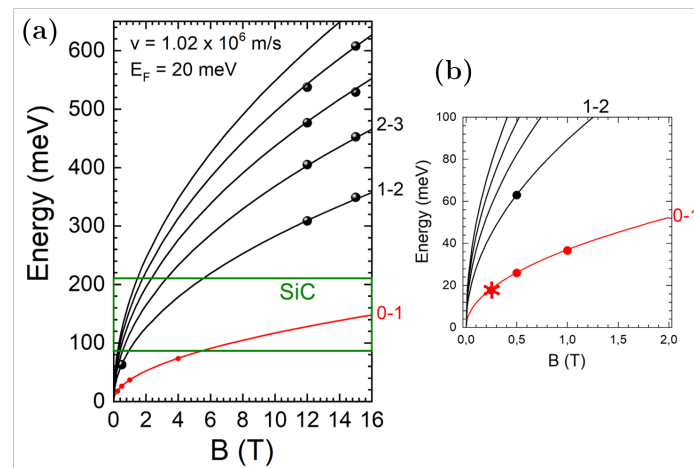 (a)
v = 1.02 x 10⁶ m/s
E_F = 20 meV
600
500
400
300
200
100
0
Energy (meV)
0 2 4 6 8 10 12 14 16
B (T)
2-3
1-2
SiC
0-1
(b)
1-2
100
80
60
40
20
0
Energy (meV)
0-1
0,0 0,5 1,0 1,5 2,0
B (T)